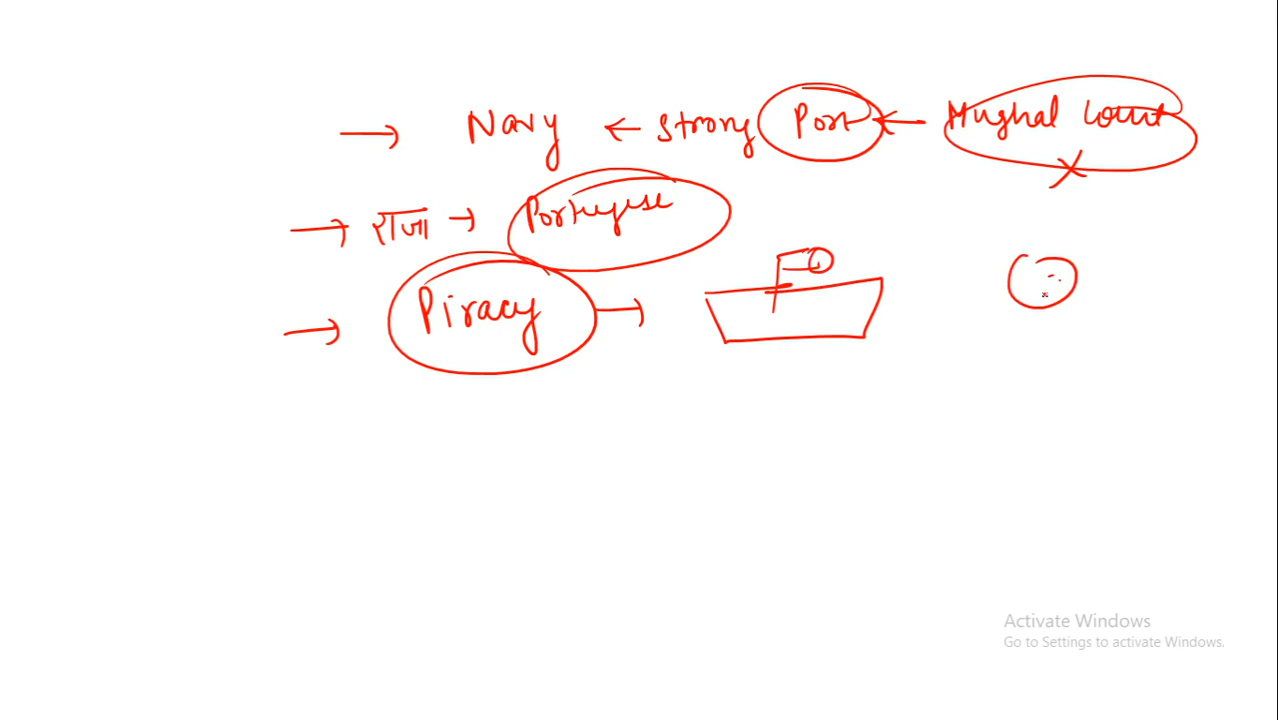 → Navy ← strong Port ← Mughal Court
→ राजा → Portuguese
→ Piracy →
Activate Windows
Go to Settings to activate Windows.